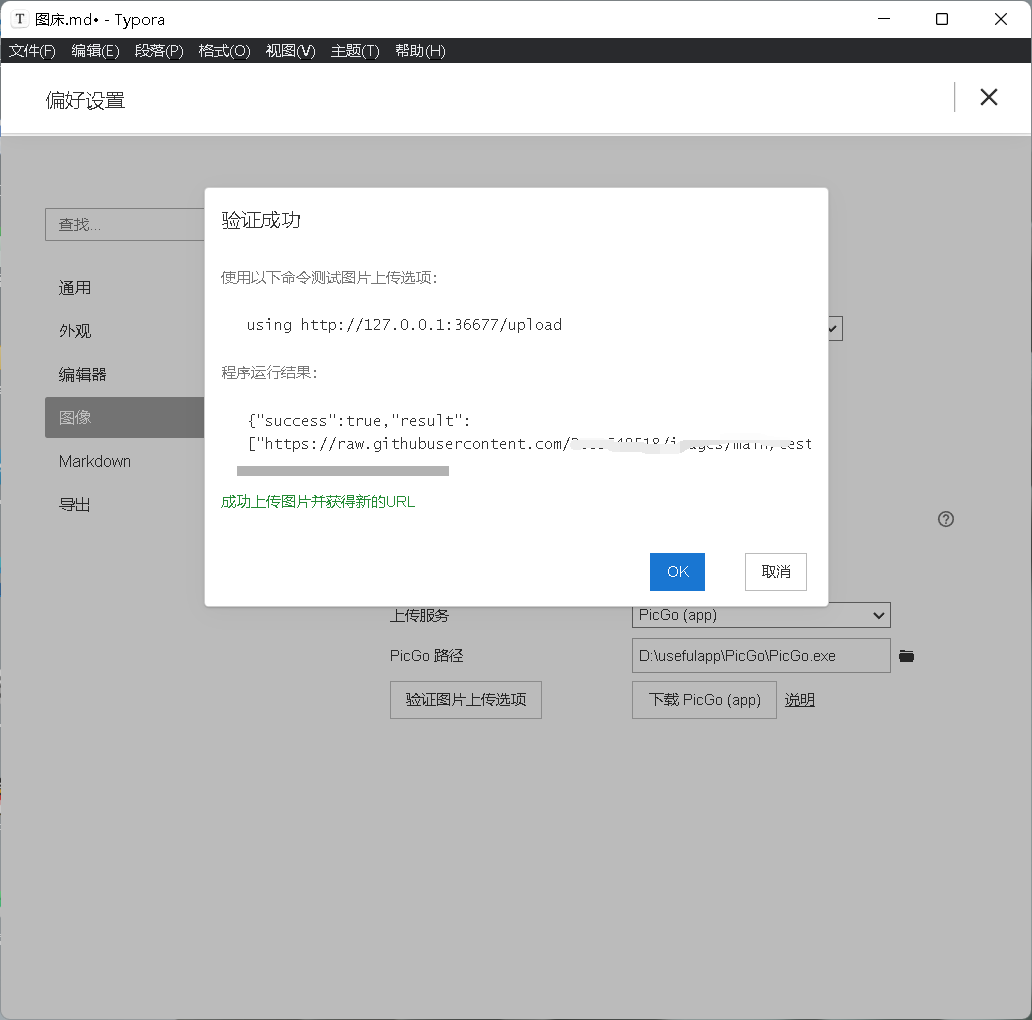 T 图床.md• - Typora
文件(F) 编辑(E) 段落(P) 格式(O) 视图(V) 主题(T) 帮助(H)
偏好设置
查找...
通用
外观
编辑器
图像
Markdown
导出
验证成功
使用以下命令测试图片上传选项:
using http://127.0.0.1:36677/upload
程序运行结果:
{"success":true,"result":
["https://raw.githubusercontent.com/ /images/main/test
成功上传图片并获得新的URL
OK 取消
上传服务 PicGo (app)
PicGo 路径 D:\usefulapp\PicGo\PicGo.exe
验证图片上传选项 下载 PicGo (app) 说明